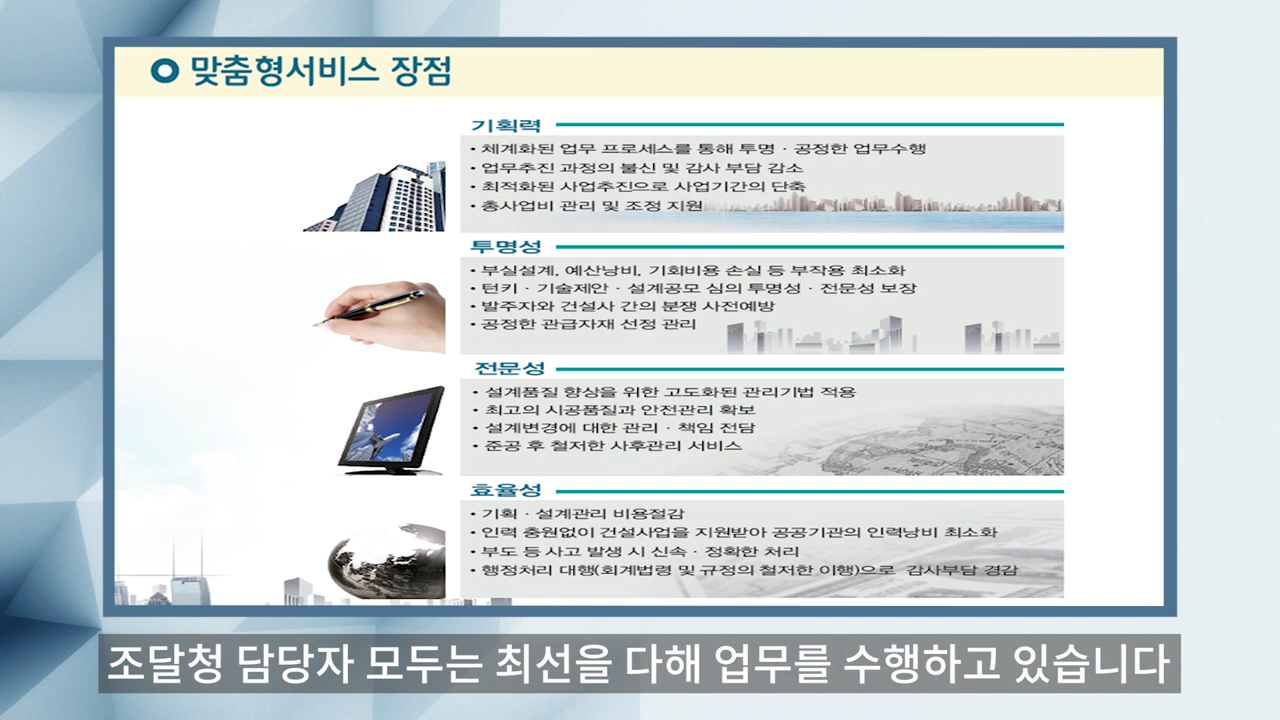 맞춤형서비스 장점
기획력
• 체계화된 업무 프로세스를 통해 투명 · 공정한 업무수행
• 업무추진 과정의 불신 및 감사 부담 감소
• 최적화된 사업추진으로 사업기간의 단축
• 총사업비 관리 및 조정 지원
투명성
• 부실설계, 예산낭비, 기회비용 손실 등 부작용 최소화
• 턴키 · 기술제안 · 설계공모 심의 투명성 · 전문성 보장
• 발주자와 건설사 간의 분쟁 사전예방
• 공정한 관급자재 선정 관리
전문성
• 설계품질 향상을 위한 고도화된 관리기법 적용
• 최고의 시공품질과 안전관리 확보
• 설계변경에 대한 관리 · 책임 전담
• 준공 후 철저한 사후관리 서비스
효율성
• 기획 · 설계관리 비용절감
• 인력 충원없이 건설사업을 지원받아 공공기관의 인력낭비 최소화
• 부도 등 사고 발생 시 신속 · 정확한 처리
• 행정처리 대행(회계법령 및 규정의 철저한 이행)으로 감사부담 경감
조달청 담당자 모두는 최선을 다해 업무를 수행하고 있습니다